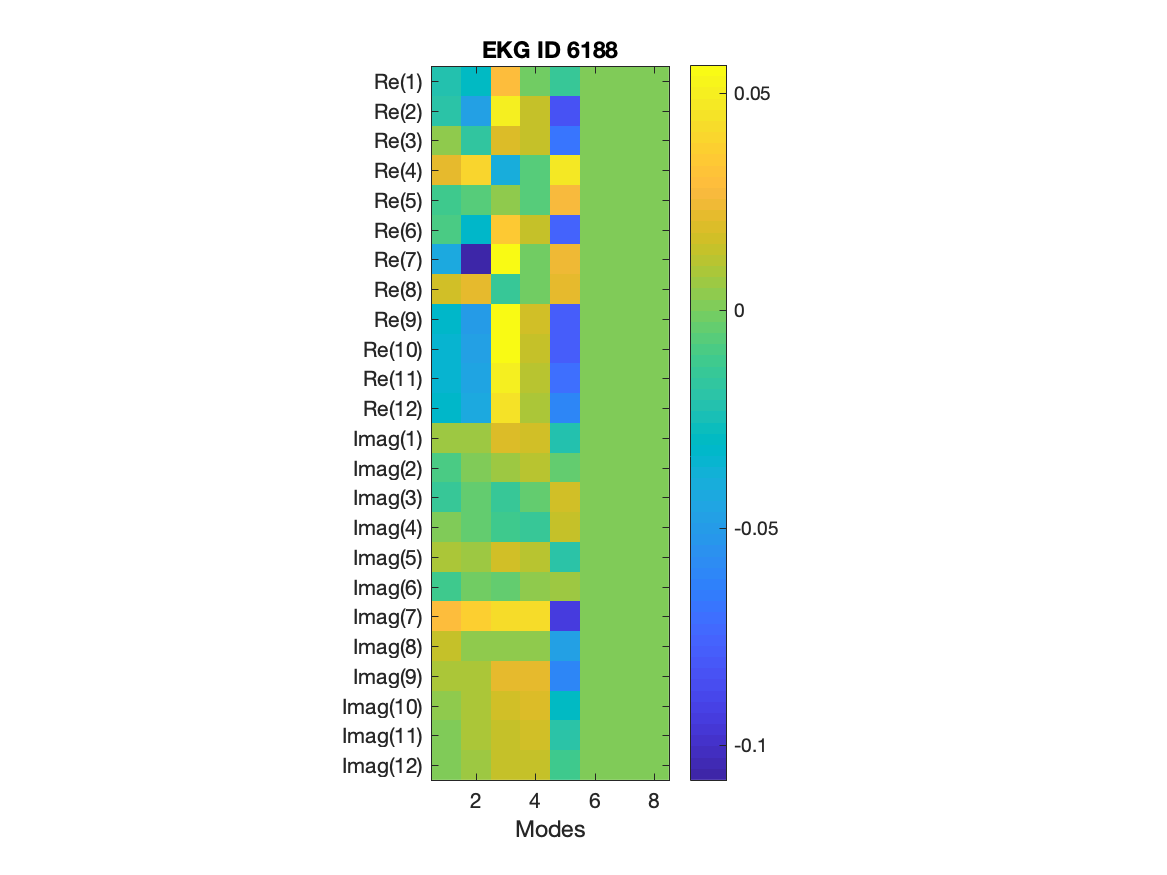 EKG ID 6188
Re(1)
Re(2)
Re(3)
Re(4)
Re(5)
Re(6)
Re(7)
Re(8)
Re(9)
Re(10)
Re(11)
Re(12)
Imag(1)
Imag(2)
Imag(3)
Imag(4)
Imag(5)
Imag(6)
Imag(7)
Imag(8)
Imag(9)
Imag(10)
Imag(11)
Imag(12)
2 4 6 8
Modes
0.05
0
-0.05
-0.1